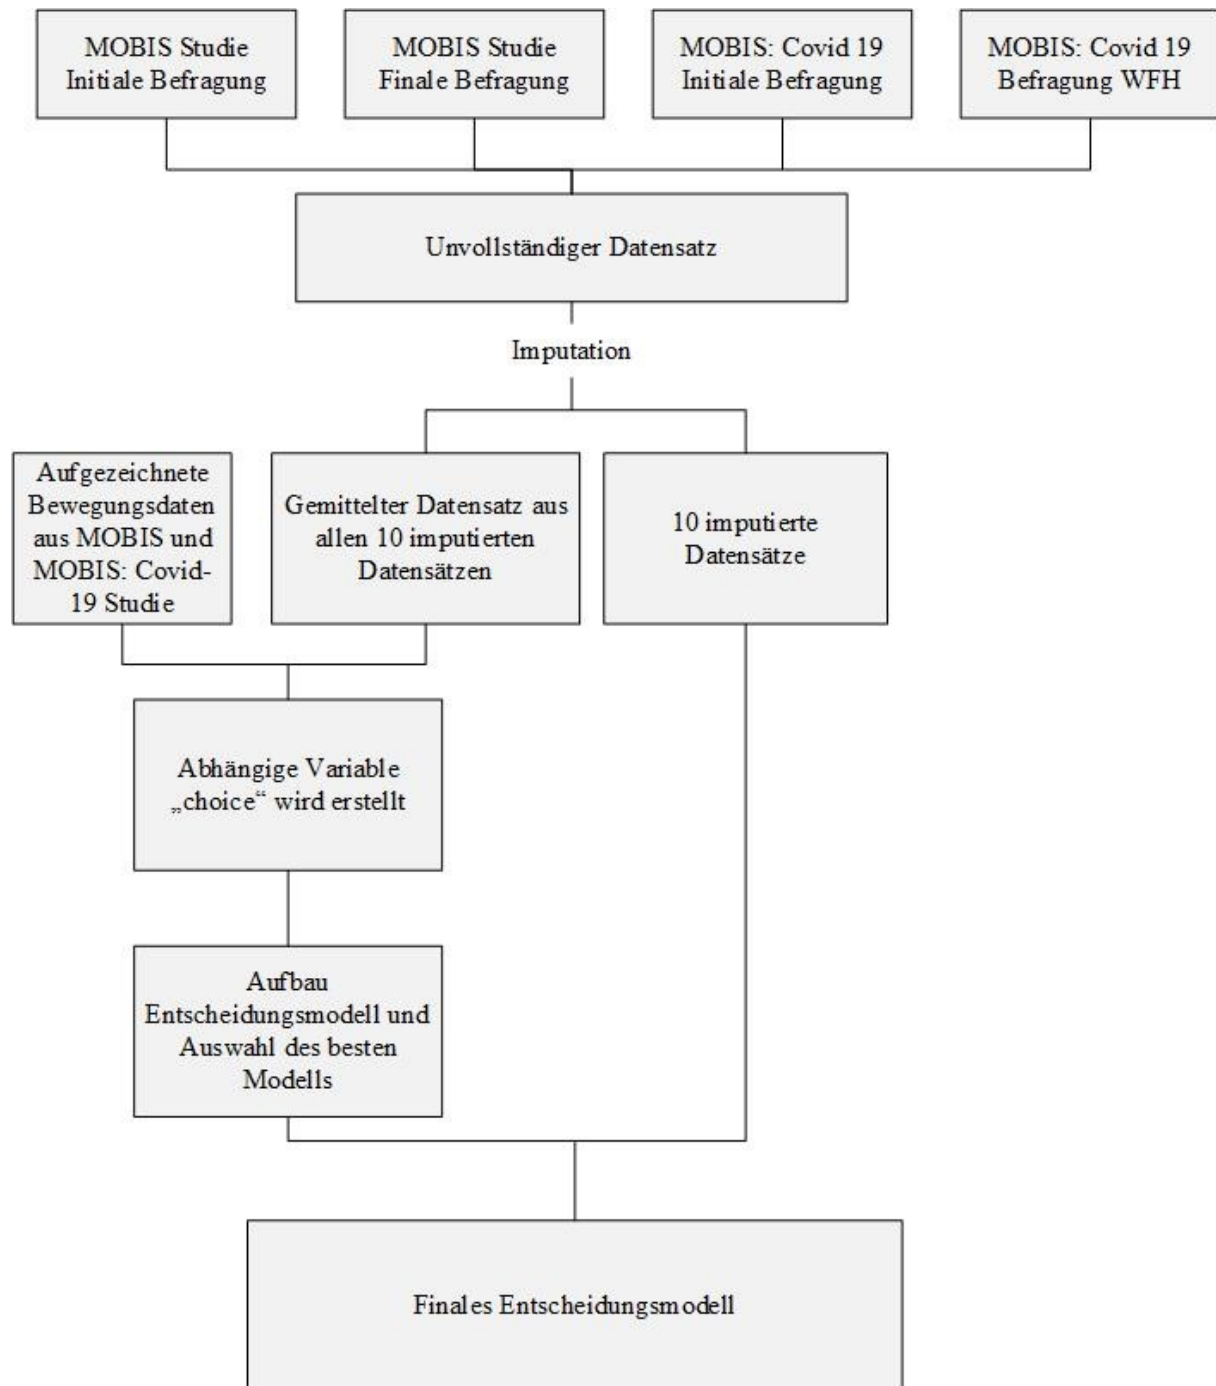 MOBIS Studie
Initiale Befragung
MOBIS Studie
Finale Befragung
MOBIS: Covid 19
Initiale Befragung
MOBIS: Covid 19
Befragung WFH
Unvollständiger Datensatz
Imputation
Aufgezeichnete
Bewegungsdaten
aus MOBIS und
MOBIS: Covid-
19 Studie
Gemittelter Datensatz aus
allen 10 imputierten
Datensätzen
10 imputierte
Datensätze
Abhängige Variable
„choice“ wird erstellt
Aufbau
Entscheidungsmodell und
Auswahl des besten
Modells
Finales Entscheidungsmodell